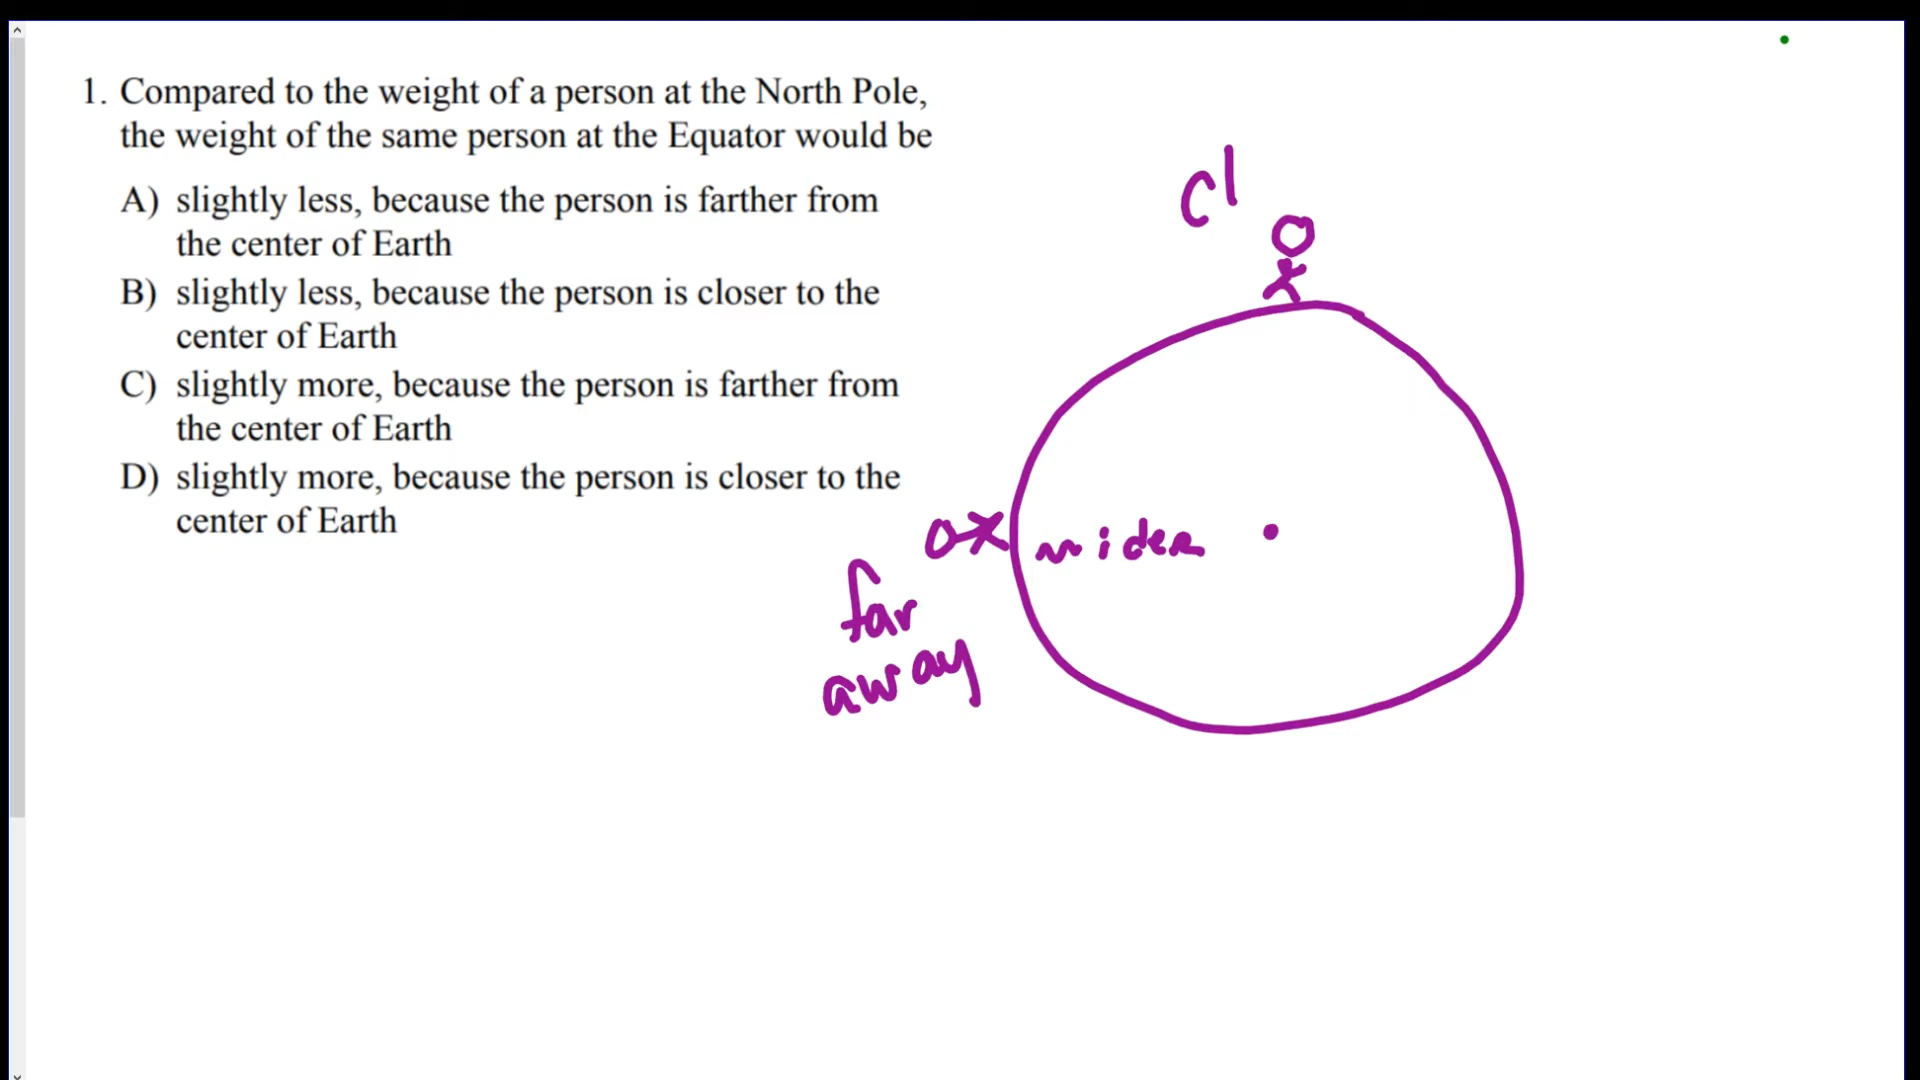 1. Compared to the weight of a person at the North Pole,
the weight of the same person at the Equator would be
A) slightly less, because the person is farther from
the center of Earth
B) slightly less, because the person is closer to the
center of Earth
C) slightly more, because the person is farther from
the center of Earth
D) slightly more, because the person is closer to the
center of Earth
cl
wider
far
away